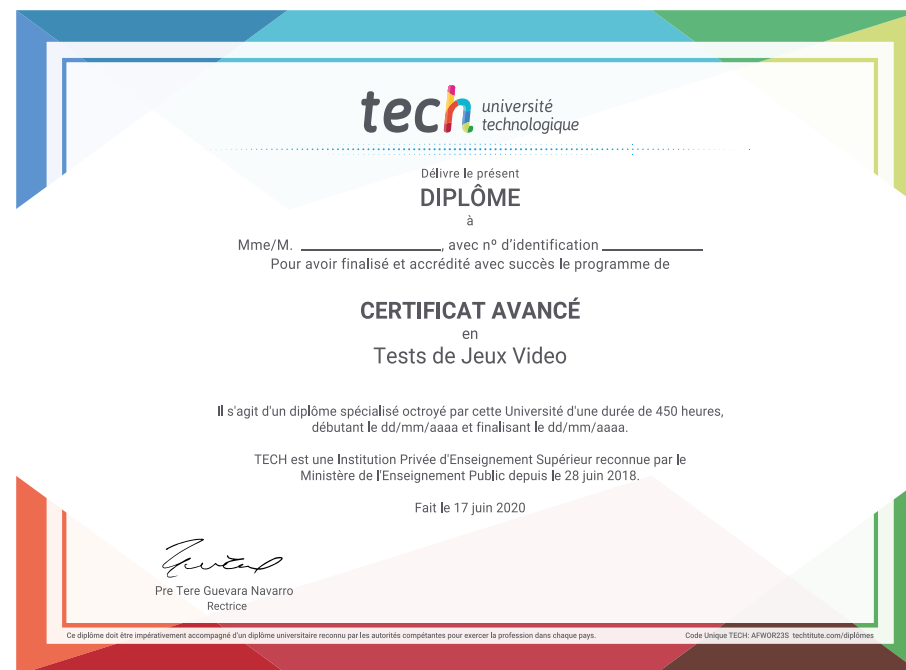 tech université
technologique
Délivre le présent
DIPLÔME
à
Mme/M. ____________________, avec nº d'identification ______________
Pour avoir finalisé et accrédité avec succès le programme de
CERTIFICAT AVANCÉ
en
Tests de Jeux Video
Il s'agit d'un diplôme spécialisé octroyé par cette Université d'une durée de 450 heures,
débutant le dd/mm/aaaa et finalisant le dd/mm/aaaa.
TECH est une Institution Privée d'Enseignement Supérieur reconnue par le
Ministère de l'Enseignement Public depuis le 28 juin 2018.
Fait le 17 juin 2020
Pre Tere Guevara Navarro
Rectrice
Ce diplôme doit être impérativement accompagné d'un diplôme universitaire reconnu par les autorités compétantes pour exercer la profession dans chaque pays.
Code Unique TECH: AFWOR23S techtitute.com/diplômes